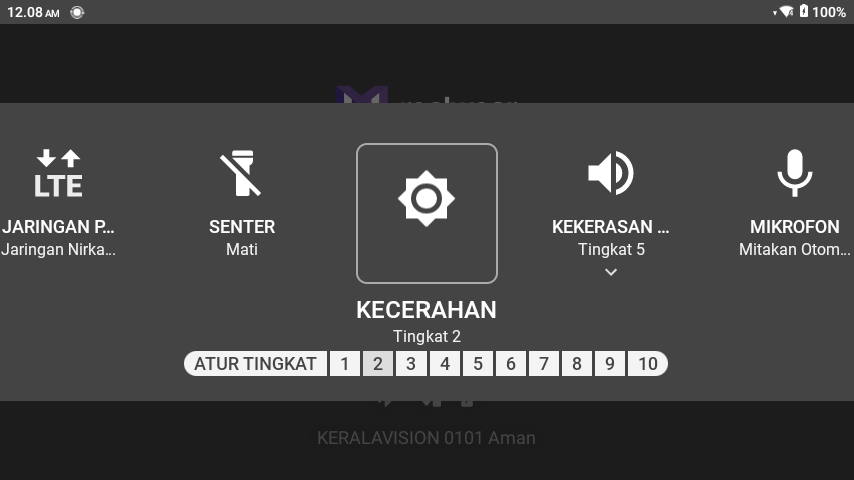 12.08 AM
100%
LTE
JARINGAN P...
Jaringan Nirka...
SENTER
Mati
KECERAHAN
Tingkat 2
KEKERASAN ...
Tingkat 5
MIKROFON
Mitakan Otom...
ATUR TINGKAT 1 2 3 4 5 6 7 8 9 10
KERALAVISION 0101 Aman